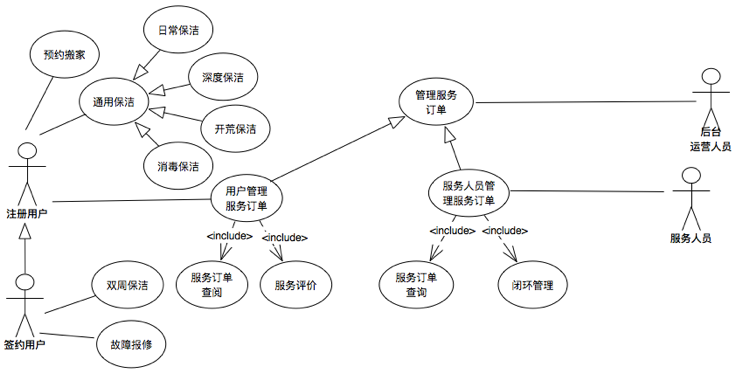 日常保洁
预约搬家
深度保洁
通用保洁
管理服务
订单
开荒保洁
后台
运营人员
消毒保洁
用户管理
服务订单
服务人员管
理服务订单
注册用户
服务人员
<include>
<include>
<include>
<include>
双周保洁
服务订单
查阅
服务评价
服务订单
查询
闭环管理
签约用户
故障报修